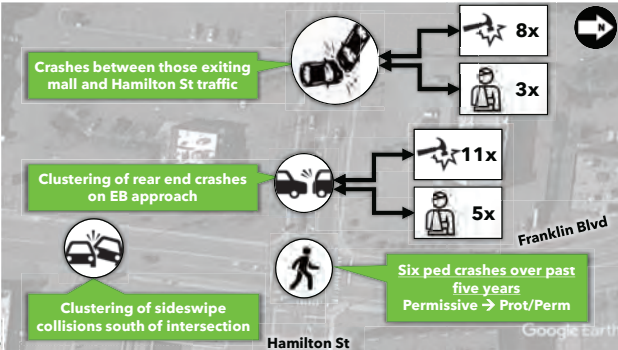 8x
N
Crashes between those exiting
mall and Hamilton St traffic
3x
11x
Clustering of rear end crashes
on EB approach
5x
Franklin Blvd
Six ped crashes over past
five years
Permissive → Prot/Perm
Clustering of sideswipe
collisions south of intersection
Hamilton St
Google Earth